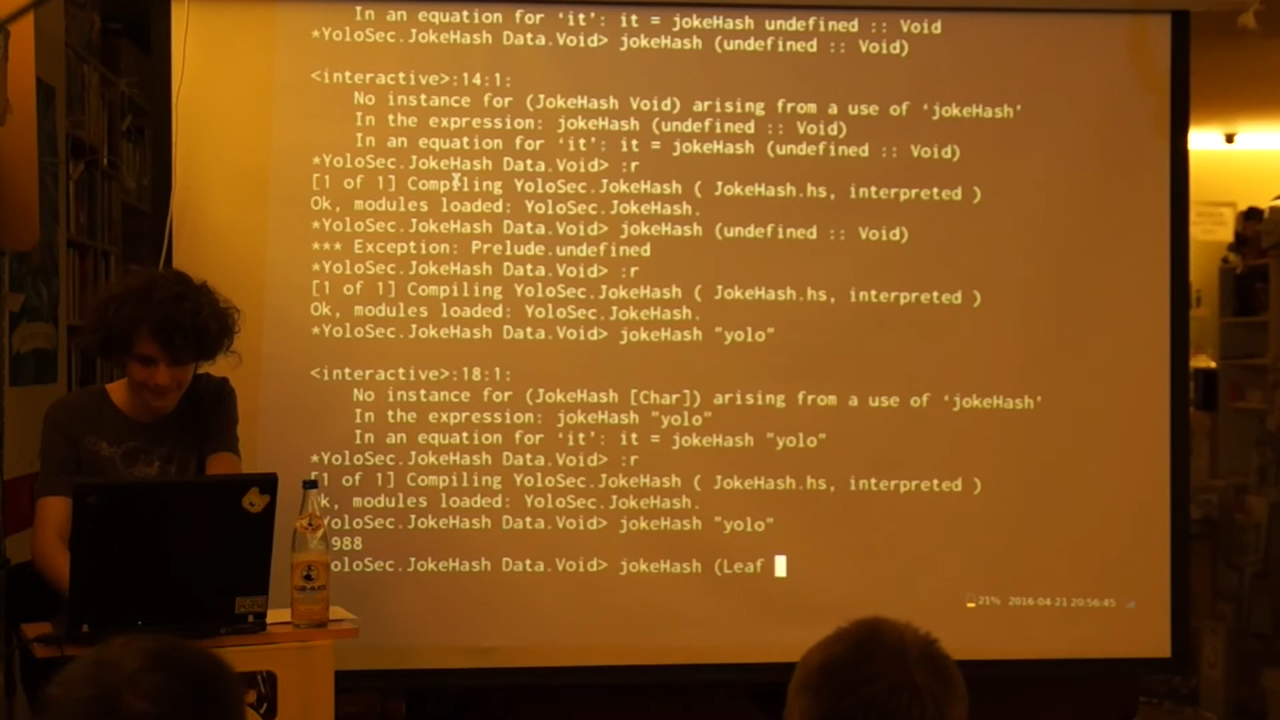 In an equation for ‘it’: it = jokeHash undefined :: Void
*YoloSec.JokeHash Data.Void> jokeHash (undefined :: Void)
<interactive>:14:1:
No instance for (JokeHash Void) arising from a use of ‘jokeHash’
In the expression: jokeHash (undefined :: Void)
In an equation for ‘it’: it = jokeHash (undefined :: Void)
*YoloSec.JokeHash Data.Void> :r
[1 of 1] Compiling YoloSec.JokeHash ( JokeHash.hs, interpreted )
Ok, modules loaded: YoloSec.JokeHash.
*YoloSec.JokeHash Data.Void> jokeHash (undefined :: Void)
*** Exception: Prelude.undefined
*YoloSec.JokeHash Data.Void> :r
[1 of 1] Compiling YoloSec.JokeHash ( JokeHash.hs, interpreted )
Ok, modules loaded: YoloSec.JokeHash.
*YoloSec.JokeHash Data.Void> jokeHash "yolo"
<interactive>:18:1:
No instance for (JokeHash [Char]) arising from a use of ‘jokeHash’
In the expression: jokeHash "yolo"
In an equation for ‘it’: it = jokeHash "yolo"
*YoloSec.JokeHash Data.Void> :r
[1 of 1] Compiling YoloSec.JokeHash ( JokeHash.hs, interpreted )
k, modules loaded: YoloSec.JokeHash.
YoloSec.JokeHash Data.Void> jokeHash "yolo"
988
oloSec.JokeHash Data.Void> jokeHash (Leaf
21% 2016-04-21 20:56:45